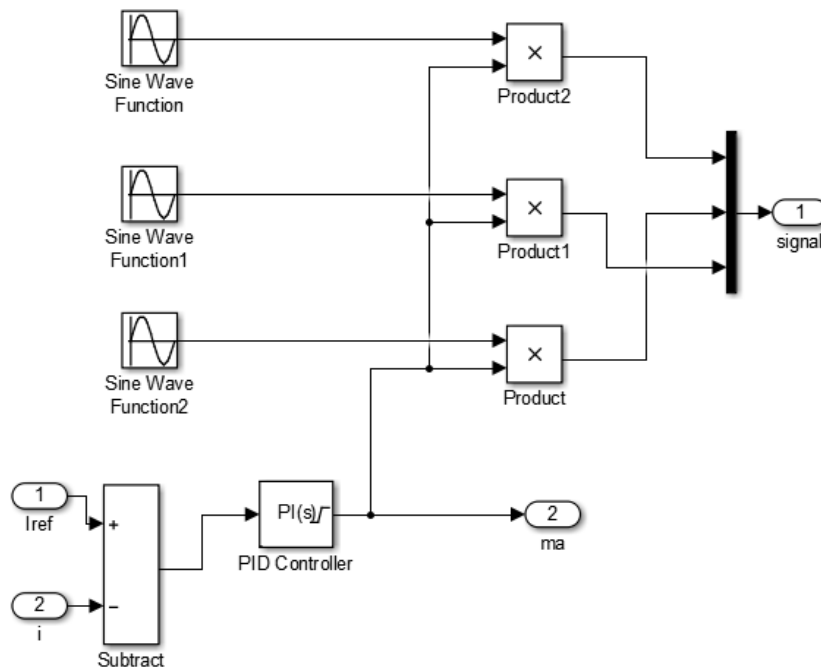 Sine Wave
Function
×
Product2
Sine Wave
Function1
×
Product1
1
signal
Sine Wave
Function2
×
Product
1
Iref
+
PI(s)
PID Controller
2
ma
2
i
−
Subtract